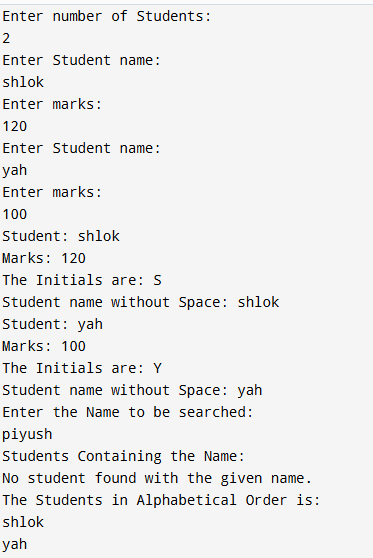 Enter number of Students:
2
Enter Student name:
shlok
Enter marks:
120
Enter Student name:
yah
Enter marks:
100
Student: shlok
Marks: 120
The Initials are: S
Student name without Space: shlok
Student: yah
Marks: 100
The Initials are: Y
Student name without Space: yah
Enter the Name to be searched:
piyush
Students Containing the Name:
No student found with the given name.
The Students in Alphabetical Order is:
shlok
yah